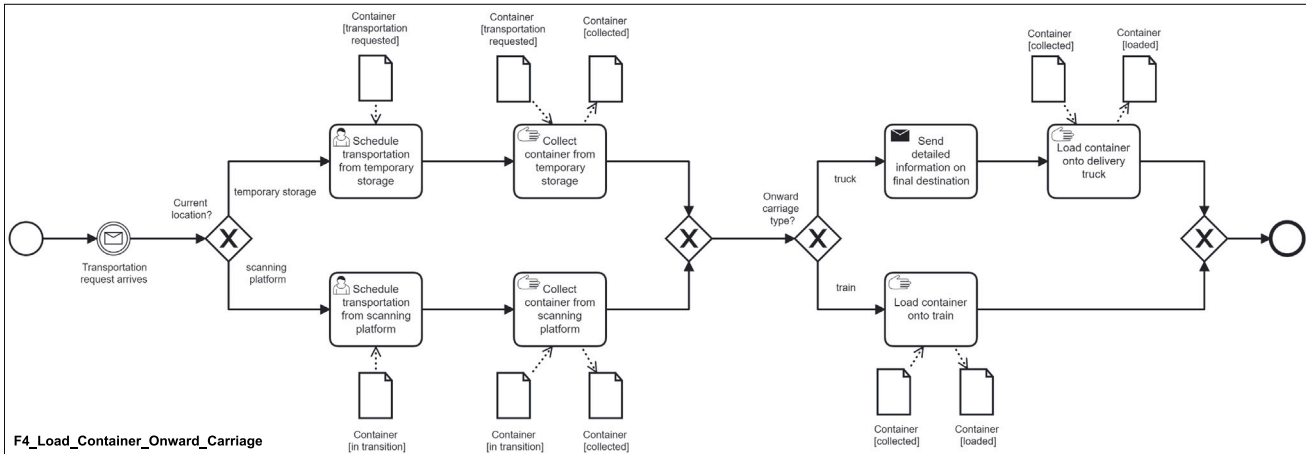 Container
[transportation
requested]
Container
[transportation
requested]
Container
[collected]
Container
[collected]
Container
[loaded]
Schedule
transportation
from temporary
storage
Collect
container from
temporary
storage
Send
detailed
information on
final destination
Load container
onto delivery
truck
temporary storage
truck
Current
location?
Onward
carriage
type?
X
X
X
X
Transportation
request arrives
scanning
platform
train
Schedule
transportation
from scanning
platform
Collect
container from
scanning
platform
Load container
onto train
Container
[in transition]
Container
[in transition]
Container
[collected]
Container
[collected]
Container
[loaded]
F4_Load_Container_Onward_Carriage